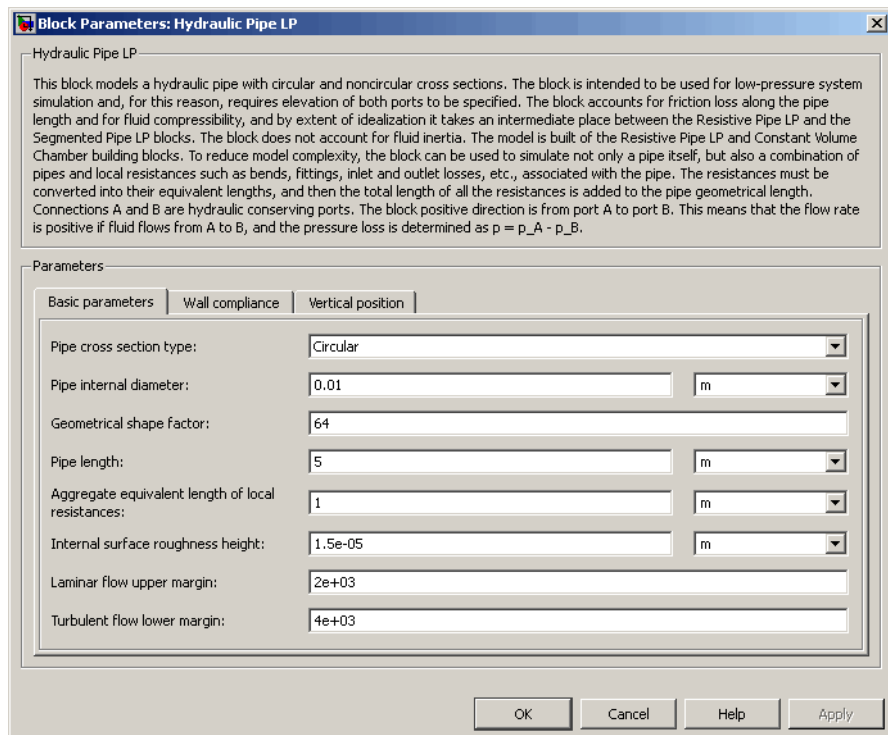 Block Parameters: Hydraulic Pipe LP
Hydraulic Pipe LP
This block models a hydraulic pipe with circular and noncircular cross sections. The block is intended to be used for low-pressure system
simulation and, for this reason, requires elevation of both ports to be specified. The block accounts for friction loss along the pipe
length and for fluid compressibility, and by extent of idealization it takes an intermediate place between the Resistive Pipe LP and the
Segmented Pipe LP blocks. The block does not account for fluid inertia. The model is built of the Resistive Pipe LP and Constant Volume
Chamber building blocks. To reduce model complexity, the block can be used to simulate not only a pipe itself, but also a combination of
pipes and local resistances such as bends, fittings, inlet and outlet losses, etc., associated with the pipe. The resistances must be
converted into their equivalent lengths, and then the total length of all the resistances is added to the pipe geometrical length.
Connections A and B are hydraulic conserving ports. The block positive direction is from port A to port B. This means that the flow rate
is positive if fluid flows from A to B, and the pressure loss is determined as p = p_A - p_B.
Parameters
Basic parameters Wall compliance Vertical position
Pipe cross section type: Circular
Pipe internal diameter: 0.01 m
Geometrical shape factor: 64
Pipe length: 5 m
Aggregate equivalent length of local
resistances: 1 m
Internal surface roughness height: 1.5e-05 m
Laminar flow upper margin: 2e+03
Turbulent flow lower margin: 4e+03
OK Cancel Help Apply